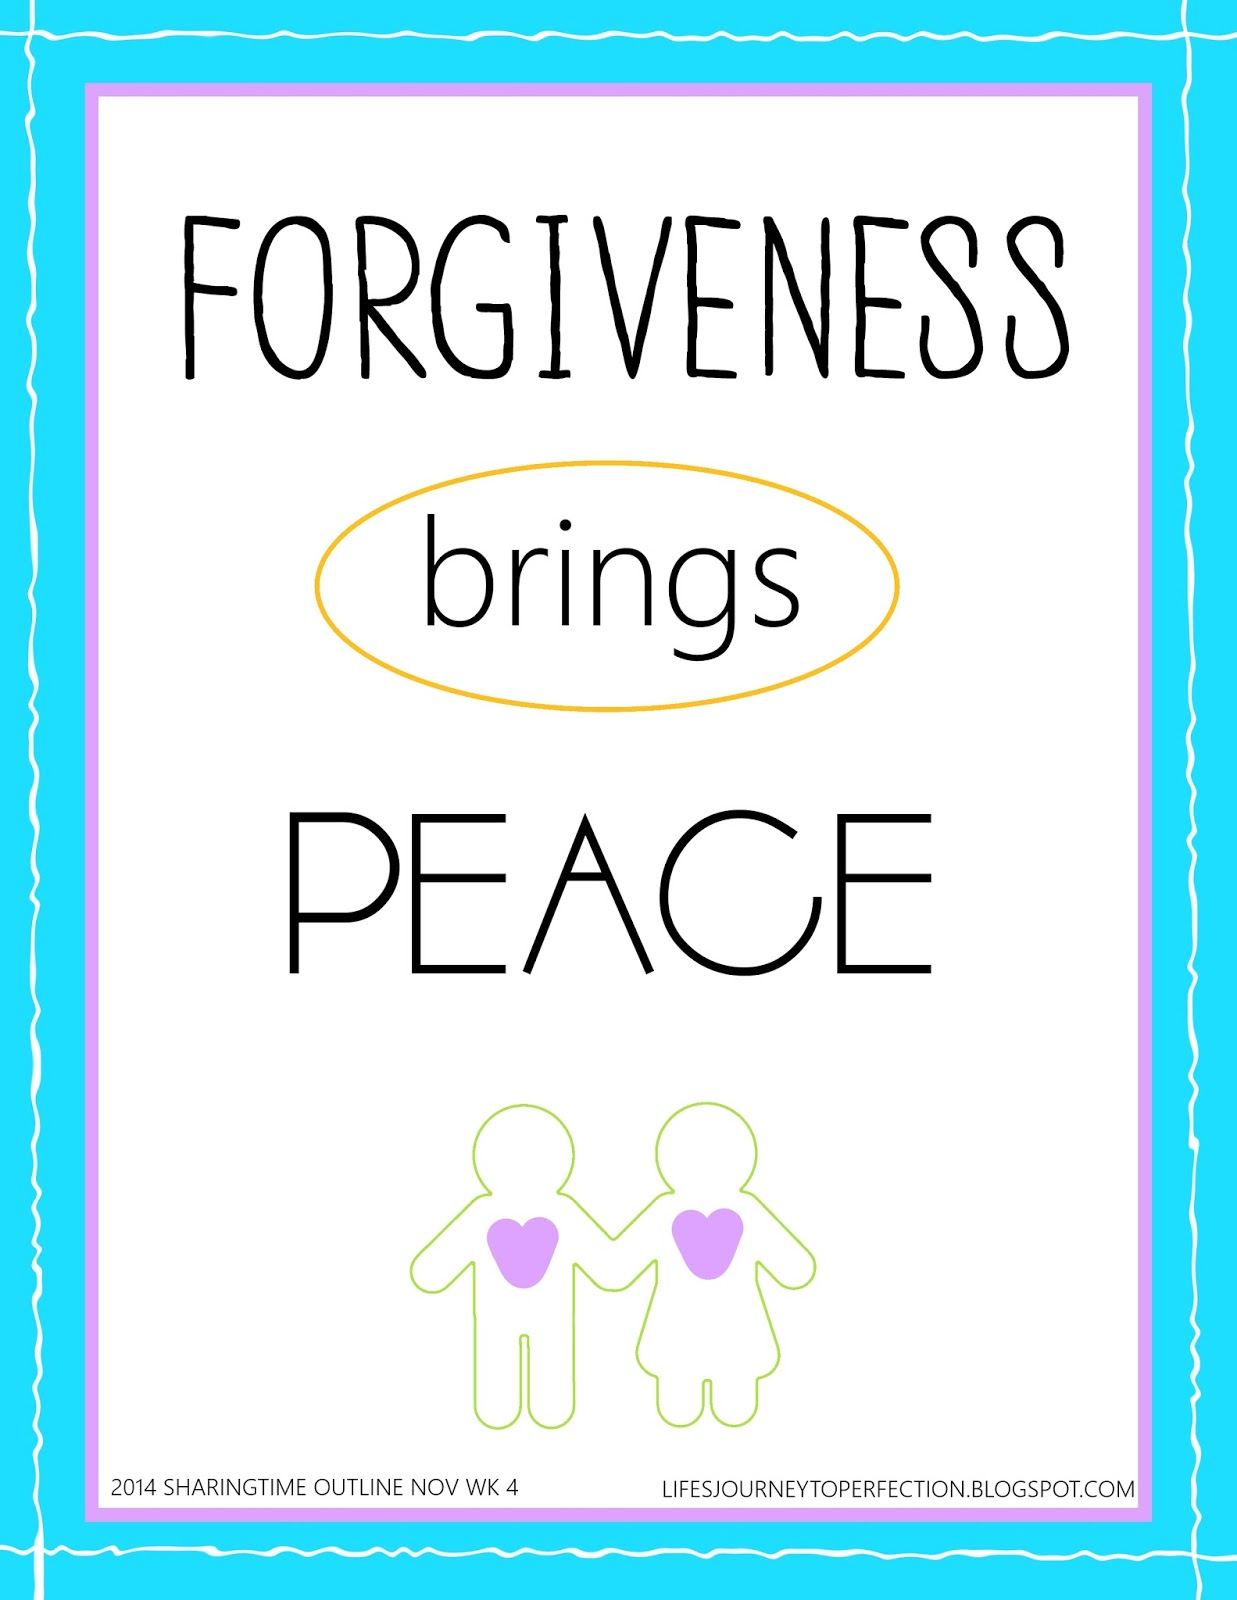 FORGIVENESS
brings
PEACE
2014 SHARINGTIME OUTLINE NOV WK 4
LIFESJOURNEYTOPERFECTION.BLOGSPOT.COM